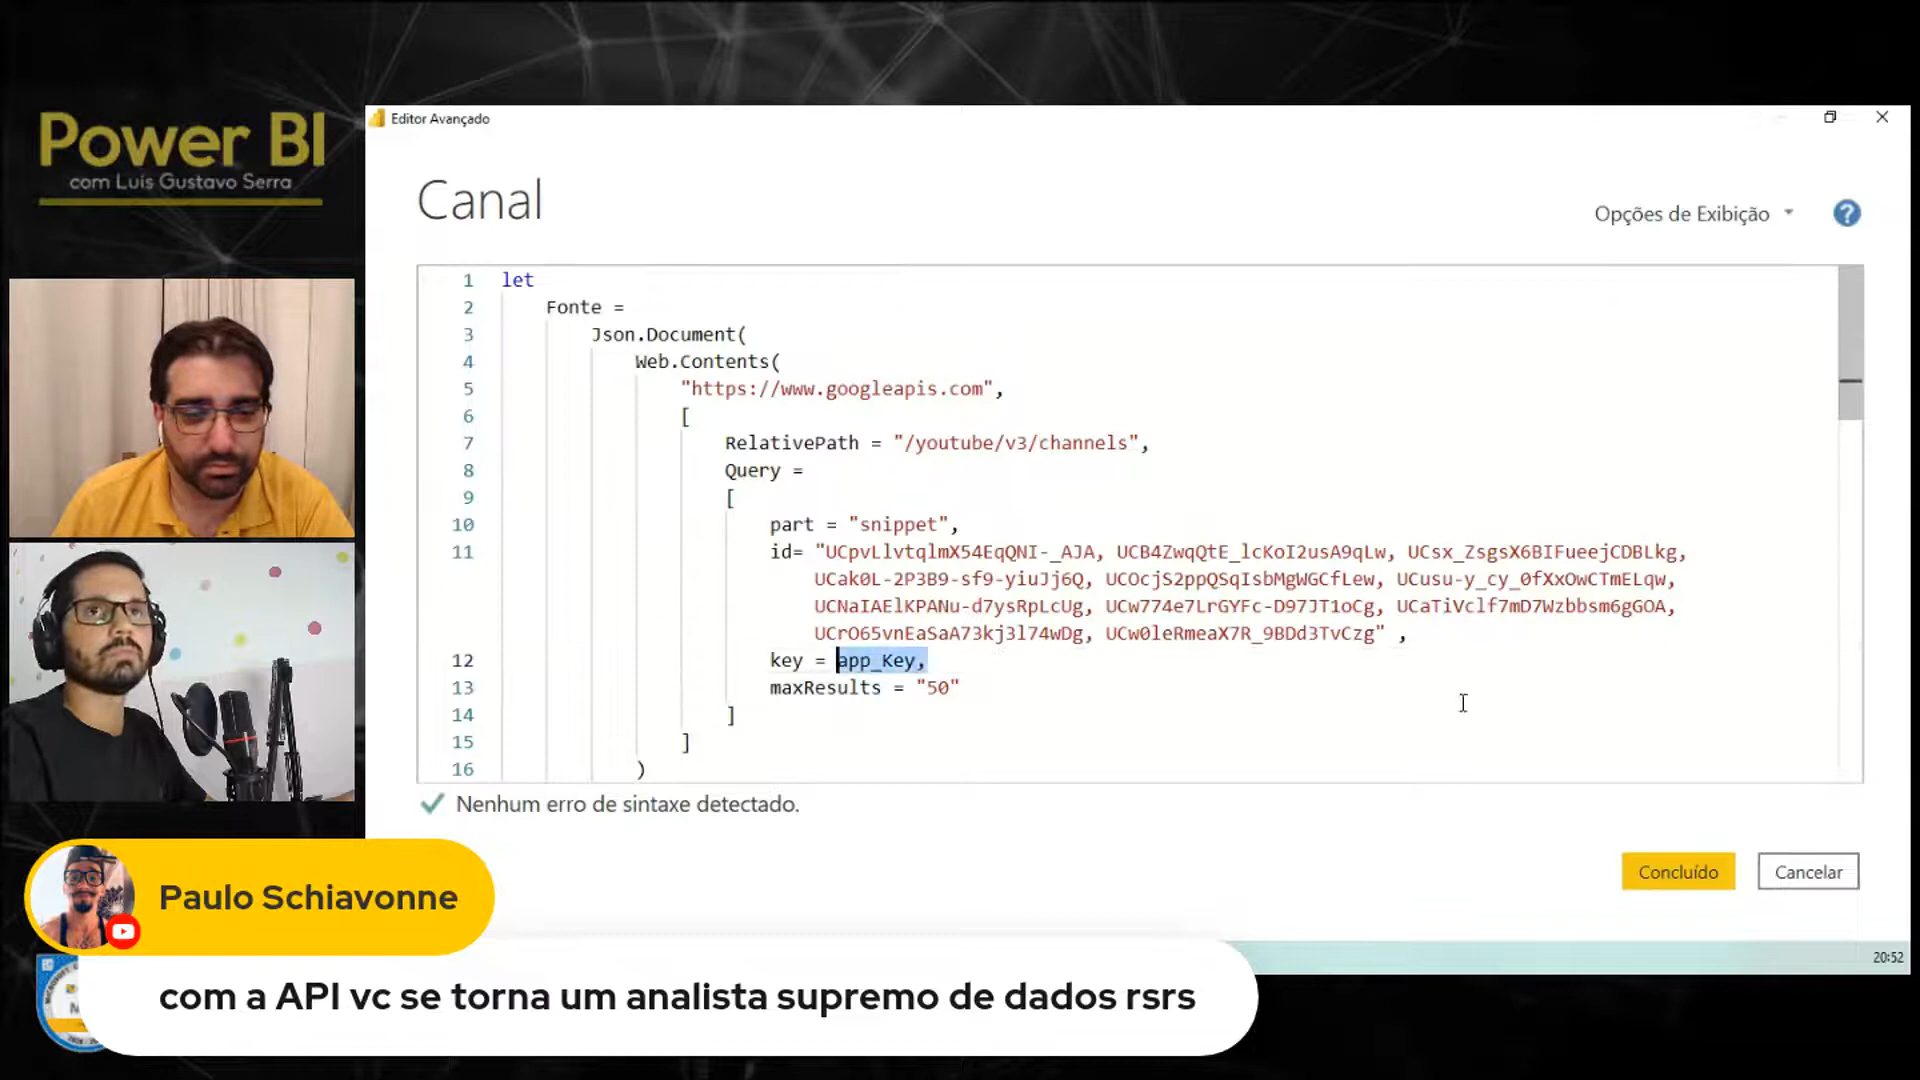 Power BI
com Luis Gustavo Serra
Editor Avançado
Canal
Opções de Exibição
?
1 let
2 Fonte =
3 Json.Document(
4 Web.Contents(
5 "https://www.googleapis.com",
6 [
7 RelativePath = "/youtube/v3/channels",
8 Query =
9 [
10 part = "snippet",
11 id= "UCpvLlvtqlmX54EqQNI-_AJA, UCB4ZwqQtE_lcKoI2usA9qLw, UCsx_ZsgsX6BIFueejCDBLkg,
UCak0L-2P3B9-sf9-yiuJj6Q, UCOcjS2ppQSqIsbMgWGCfLew, UCusu-y_cy_0fXxOwCTmELqw,
UCNaIAElKPANu-d7ysRpLcUg, UCw774e7LrGYFc-D97JT1oCg, UCaTiVclf7mD7Wzbbsm6gGOA,
UCrO65vnEaSaA73kj3l74wDg, UCw0leRmeaX7R_9BDd3TvCzg" ,
12 key = app_Key,
13 maxResults = "50"
14 ]
15 ]
16 )
Nenhum erro de sintaxe detectado.
Concluído
Cancelar
20:52
Paulo Schiavonne
com a API vc se torna um analista supremo de dados rsrs